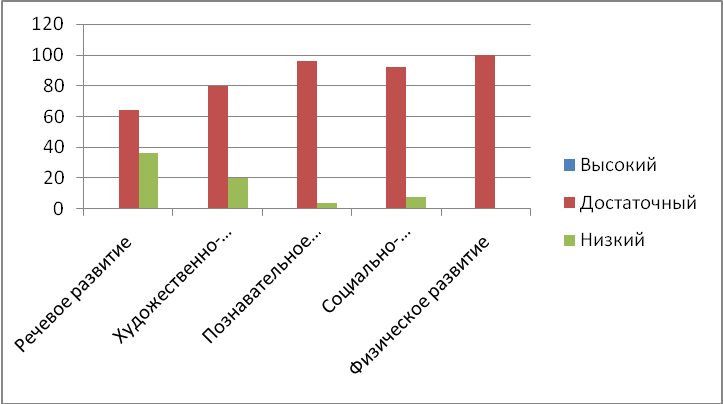 120
100
80
60
40
20
0
Речевое развитие
Художественно-...
Познавательное...
Социально-...
Физическое развитие
Высокий
Достаточный
Низкий